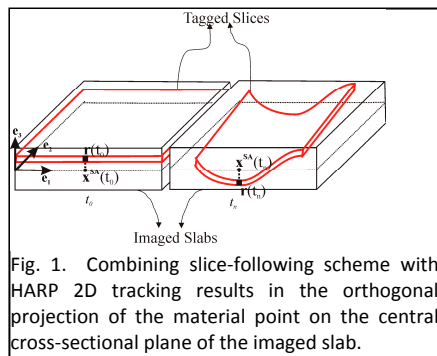 Tagged Slices
e₃
e₂
r(t₀)
e₁
x^SA(t₀)
t₀
x^SA(tₙ)
r(tₙ)
tₙ
Imaged Slabs
Fig. 1. Combining slice-following scheme with
HARP 2D tracking results in the orthogonal
projection of the material point on the central
cross-sectional plane of the imaged slab.